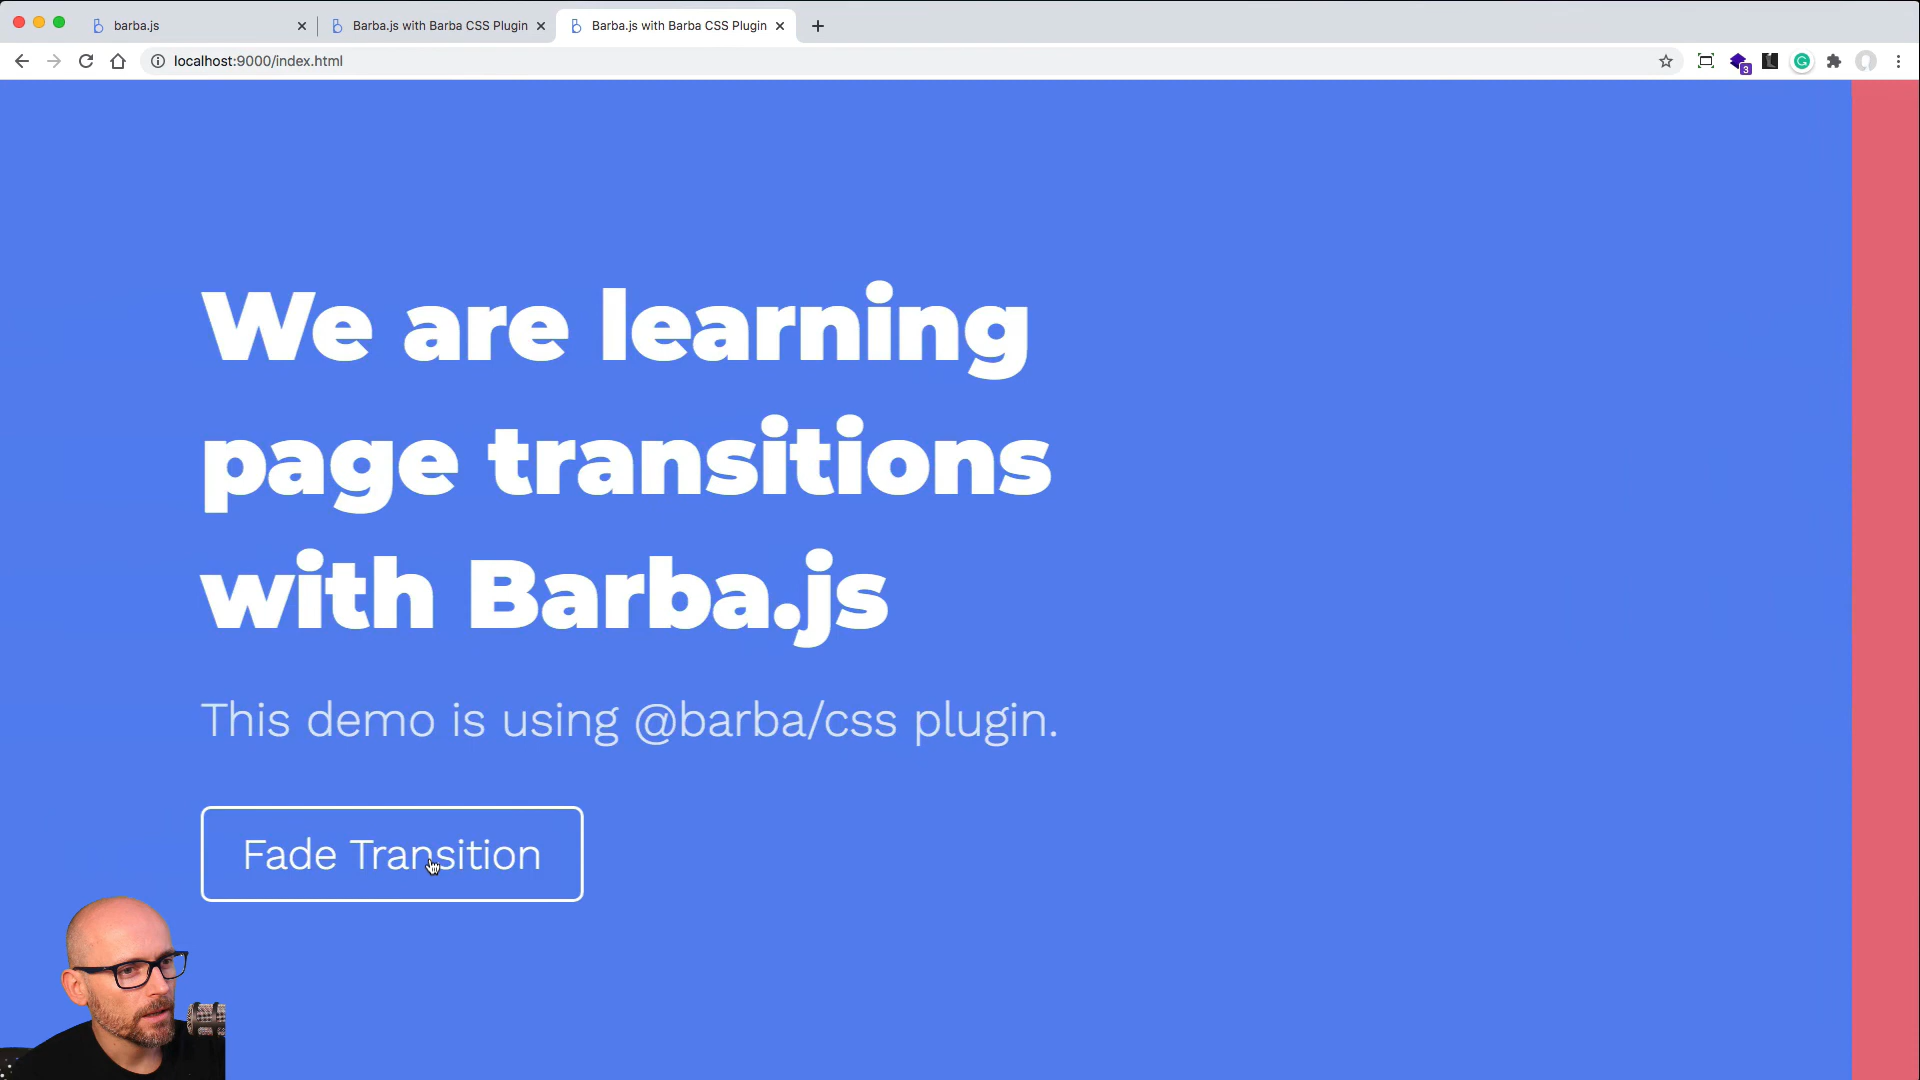 barba.js
Barba.js with Barba CSS Plugin
Barba.js with Barba CSS Plugin
localhost:9000/index.html
3
We are learning
page transitions
with Barba.js
This demo is using @barba/css plugin.
Fade Transition